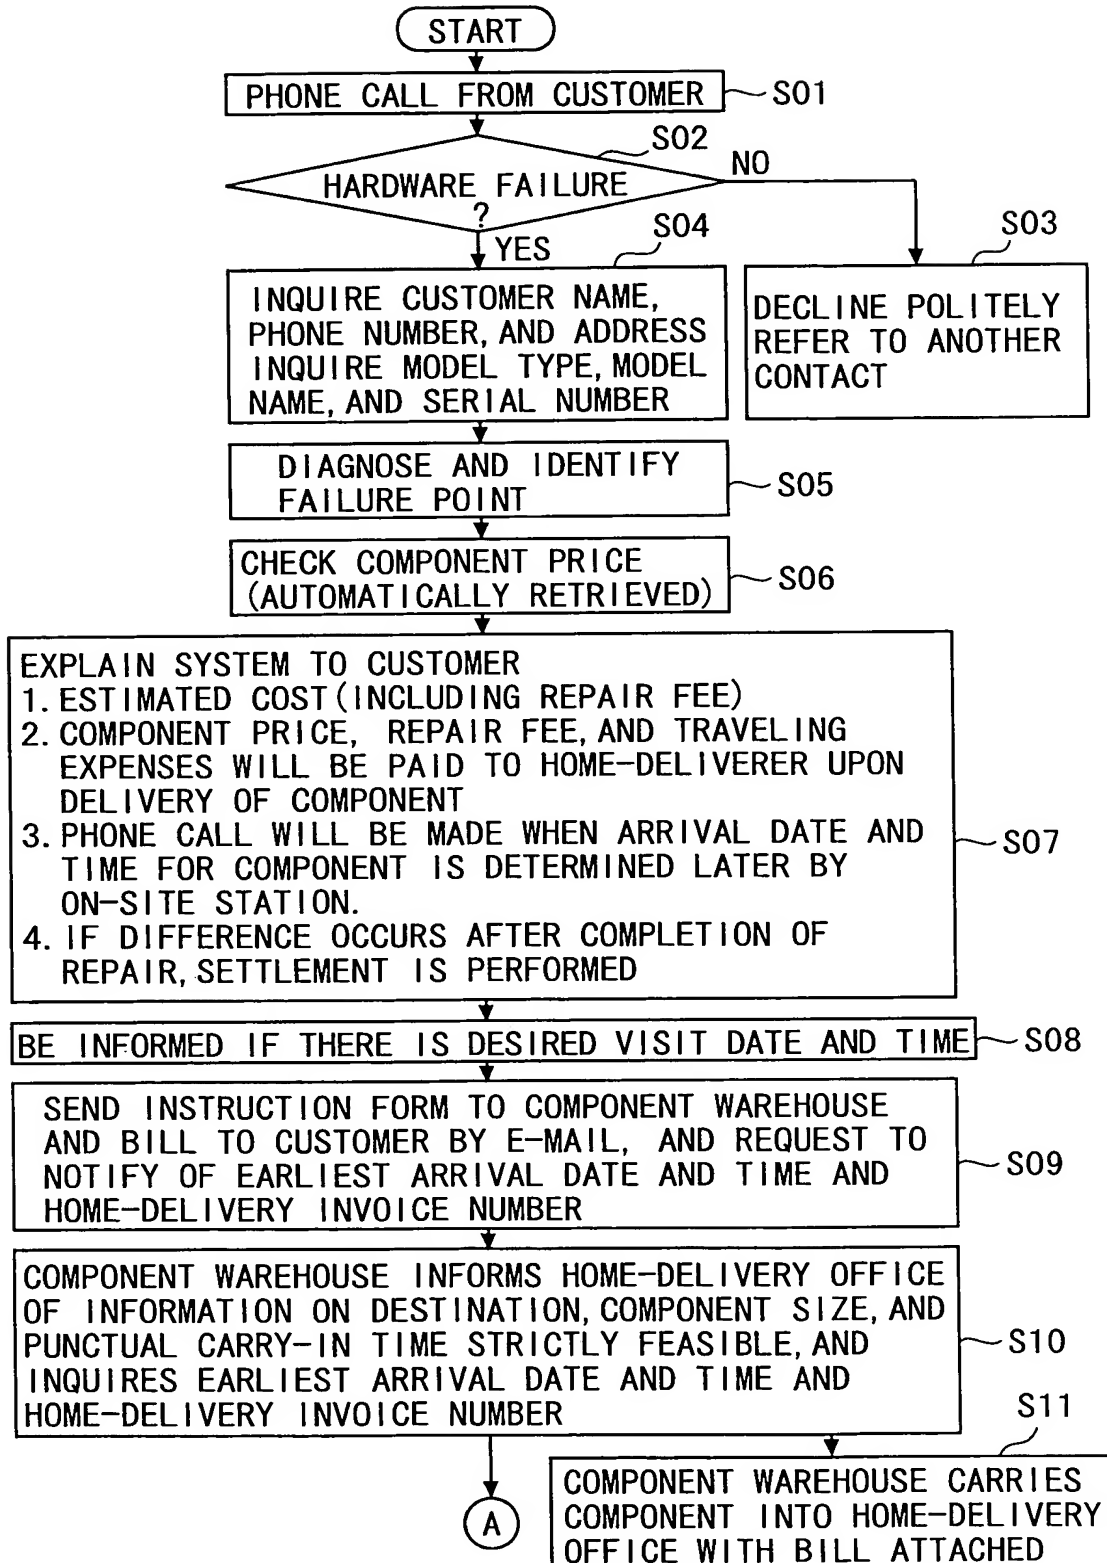 START
PHONE CALL FROM CUSTOMER
S01
S02
HARDWARE FAILURE
?
NO
YES
S04
S03
INQUIRE CUSTOMER NAME,
PHONE NUMBER, AND ADDRESS
INQUIRE MODEL TYPE, MODEL
NAME, AND SERIAL NUMBER
DECLINE POLITELY
REFER TO ANOTHER
CONTACT
DIAGNOSE AND IDENTIFY
FAILURE POINT
S05
CHECK COMPONENT PRICE
(AUTOMATICALLY RETRIEVED)
S06
EXPLAIN SYSTEM TO CUSTOMER
1. ESTIMATED COST (INCLUDING REPAIR FEE)
2. COMPONENT PRICE, REPAIR FEE, AND TRAVELING
EXPENSES WILL BE PAID TO HOME-DELIVERER UPON
DELIVERY OF COMPONENT
3. PHONE CALL WILL BE MADE WHEN ARRIVAL DATE AND
TIME FOR COMPONENT IS DETERMINED LATER BY
ON-SITE STATION.
4. IF DIFFERENCE OCCURS AFTER COMPLETION OF
REPAIR, SETTLEMENT IS PERFORMED
S07
BE INFORMED IF THERE IS DESIRED VISIT DATE AND TIME
S08
SEND INSTRUCTION FORM TO COMPONENT WAREHOUSE
AND BILL TO CUSTOMER BY E-MAIL, AND REQUEST TO
NOTIFY OF EARLIEST ARRIVAL DATE AND TIME AND
HOME-DELIVERY INVOICE NUMBER
S09
COMPONENT WAREHOUSE INFORMS HOME-DELIVERY OFFICE
OF INFORMATION ON DESTINATION, COMPONENT SIZE, AND
PUNCTUAL CARRY-IN TIME STRICTLY FEASIBLE, AND
INQUIRES EARLIEST ARRIVAL DATE AND TIME AND
HOME-DELIVERY INVOICE NUMBER
S10
S11
A
COMPONENT WAREHOUSE CARRIES
COMPONENT INTO HOME-DELIVERY
OFFICE WITH BILL ATTACHED